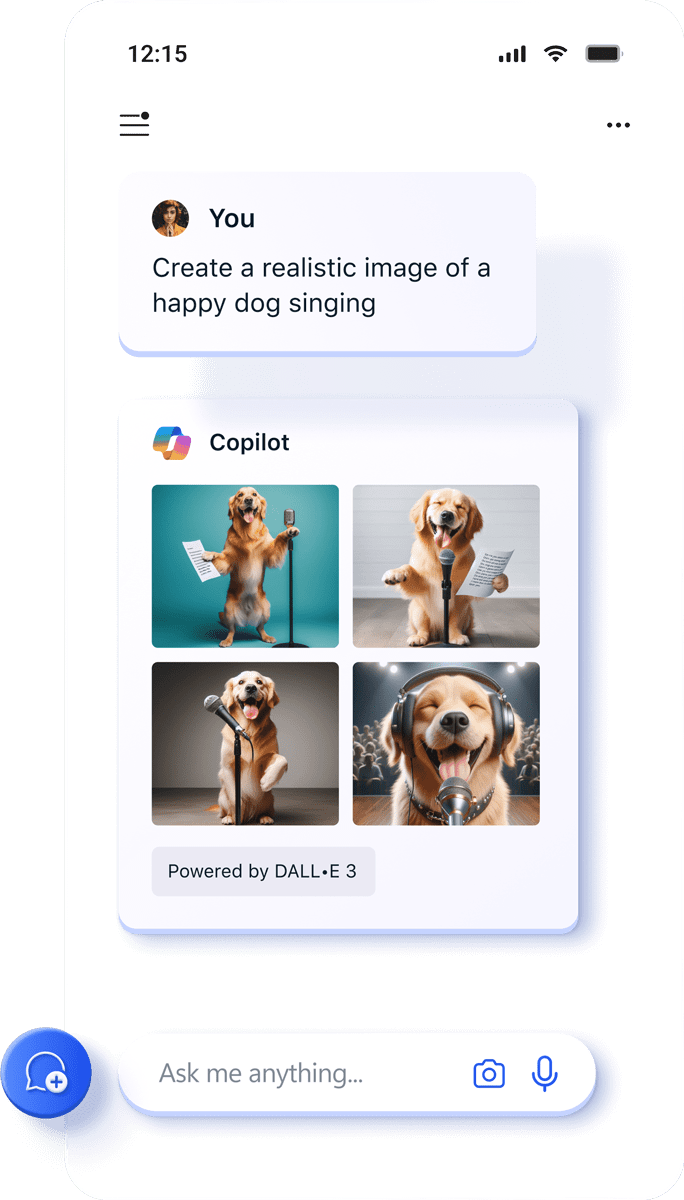 12:15
You
Create a realistic image of a
happy dog singing
Copilot
Powered by DALL•E 3
Ask me anything...